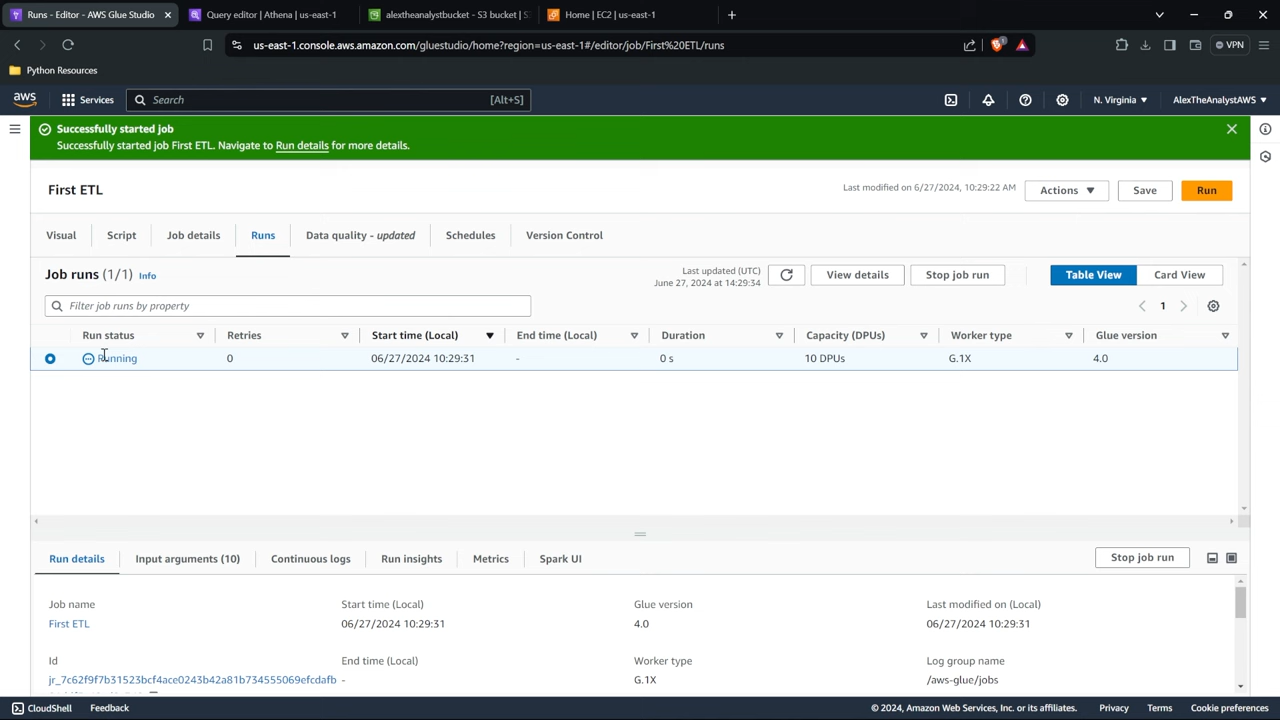 Runs - Editor - AWS Glue Studio
Query editor | Athena | us-east-1
alextheanalystbucket - S3 bucket | S
Home | EC2 | us-east-1
us-east-1.console.aws.amazon.com/gluestudio/home?region=us-east-1#/editor/job/First%20ETL/runs
1
VPN
Python Resources
aws
Services
Search
[Alt+S]
N. Virginia
AlexTheAnalystAWS
Successfully started job
Successfully started job First ETL. Navigate to Run details for more details.
First ETL
Last modified on 6/27/2024, 10:29:22 AM
Actions
Save
Run
Visual
Script
Job details
Runs
Data quality - updated
Schedules
Version Control
Job runs (1/1) Info
Last updated (UTC)
June 27, 2024 at 14:29:34
View details
Stop job run
Table View
Card View
Filter job runs by property
1
Run status
Retries
Start time (Local)
End time (Local)
Duration
Capacity (DPUs)
Worker type
Glue version
Running
0
06/27/2024 10:29:31
-
0 s
10 DPUs
G.1X
4.0
Run details
Input arguments (10)
Continuous logs
Run insights
Metrics
Spark UI
Stop job run
Job name
Start time (Local)
Glue version
Last modified on (Local)
First ETL
06/27/2024 10:29:31
4.0
06/27/2024 10:29:31
Id
End time (Local)
Worker type
Log group name
jr_7c62f9f7b31523bcf4ace0243b42a81b734555069efcdafb
-
G.1X
/aws-glue/jobs
CloudShell
Feedback
© 2024, Amazon Web Services, Inc. or its affiliates.
Privacy
Terms
Cookie preferences